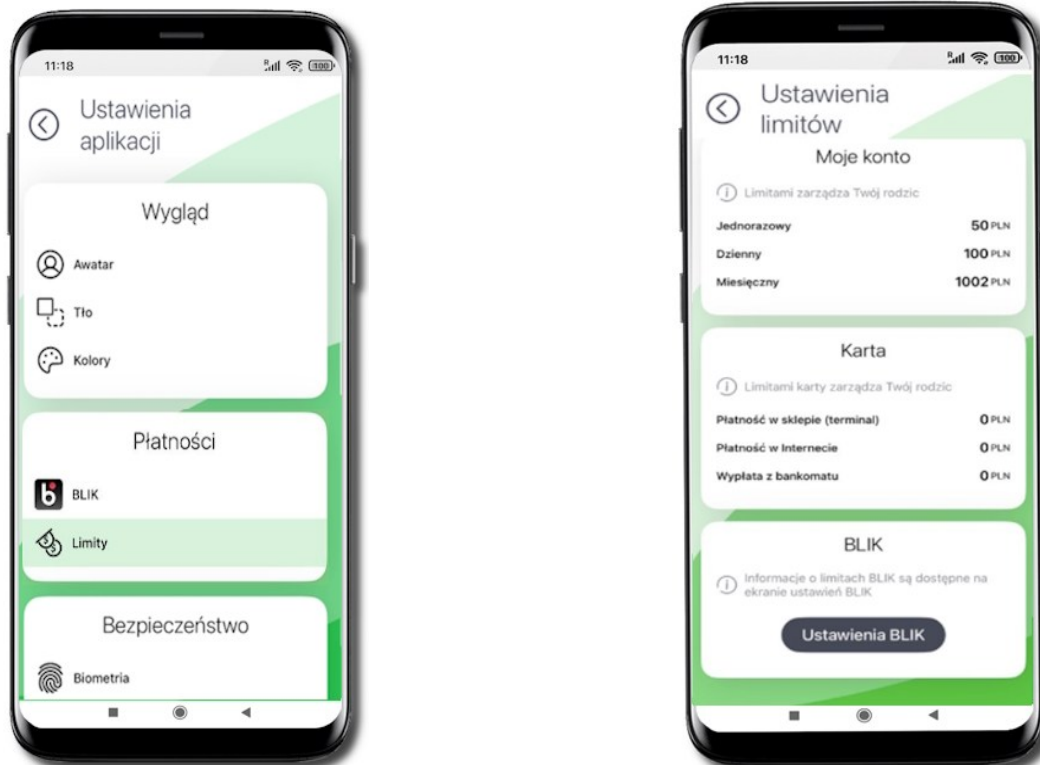 11:18
100
Ustawienia
aplikacji
Wygląd
Awatar
Tło
Kolory
Płatności
BLIK
Limity
Bezpieczeństwo
Biometria
11:18
100
Ustawienia
limitów
Moje konto
Limitami zarządza Twój rodzic
Jednorazowy 50 PLN
Dzienny 100 PLN
Miesięczny 1002 PLN
Karta
Limitami karty zarządza Twój rodzic
Płatność w sklepie (terminal) 0 PLN
Płatność w Internecie 0 PLN
Wypłata z bankomatu 0 PLN
BLIK
Informacje o limitach BLIK są dostępne na
ekranie ustawień BLIK
Ustawienia BLIK